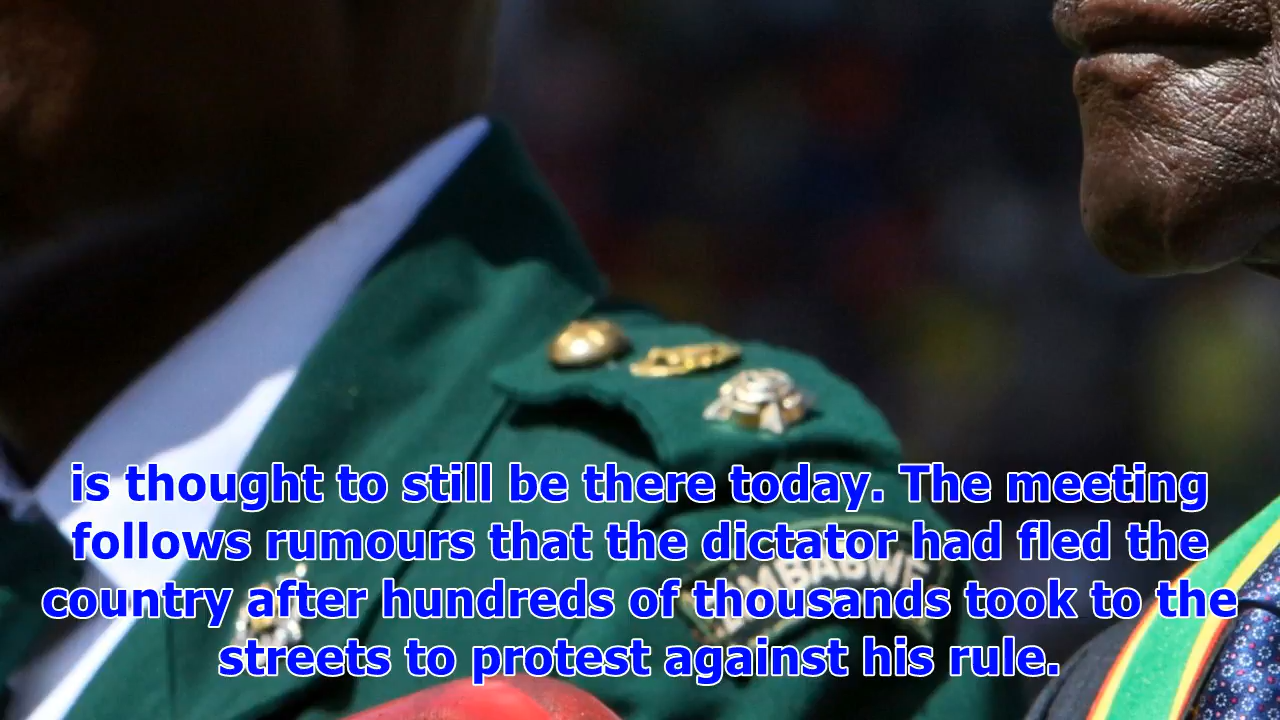 is thought to still be there today. The meeting
follows rumours that the dictator had fled the
country after hundreds of thousands took to the
streets to protest against his rule.
ZIMBABWE